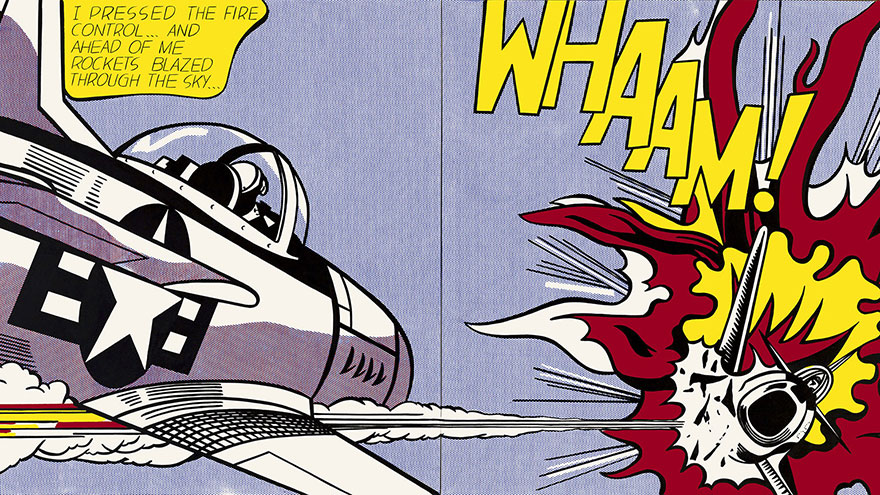 I PRESSED THE FIRE
CONTROL... AND
AHEAD OF ME
ROCKETS BLAZED
THROUGH THE SKY...
WHAAM!